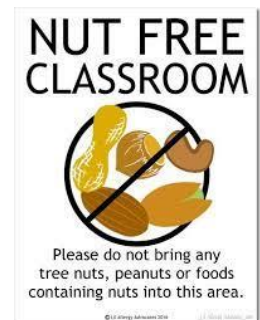 NUT FREE
CLASSROOM
Please do not bring any
tree nuts, peanuts or foods
containing nuts into this area.